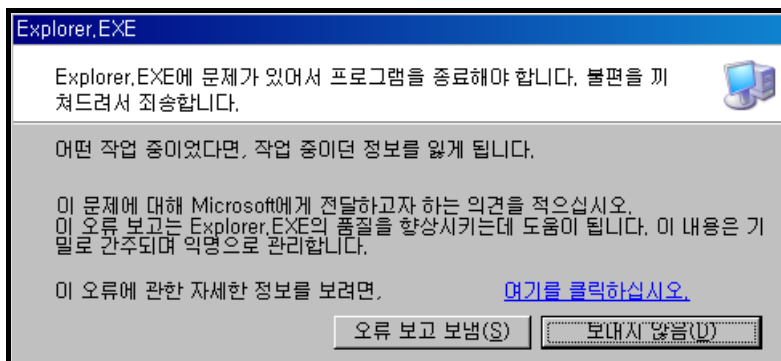 Explorer.EXE
Explorer.EXE에 문제가 있어서 프로그램을 종료해야 합니다. 불편을 끼
쳐드려서 죄송합니다.
어떤 작업 중이었다면, 작업 중이던 정보를 잃게 됩니다.
이 문제에 대해 Microsoft에게 전달하고자 하는 의견을 적으십시오.
이 오류 보고는 Explorer.EXE의 품질을 향상시키는데 도움이 됩니다. 이 내용은 기
밀로 간주되며 익명으로 관리합니다.
이 오류에 관한 자세한 정보를 보려면, 여기를 클릭하십시오.
오류 보고 보냄(S) 보내지 않음(D)